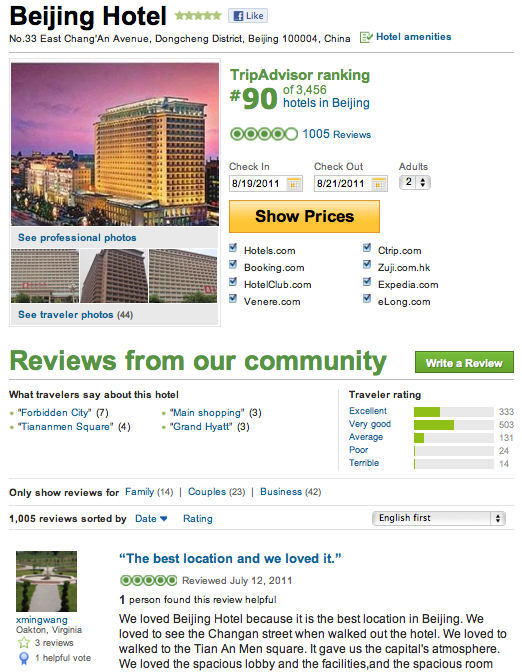 Beijing Hotel
Like
No.33 East Chang'An Avenue, Dongcheng District, Beijing 100004, China
Hotel amenities
TripAdvisor ranking
#90 of 3,456 hotels in Beijing
1005 Reviews
Check In
Check Out
Adults
8/19/2011
8/21/2011
2
Show Prices
Hotels.com
Ctrip.com
Booking.com
Zuji.com.hk
HotelClub.com
Expedia.com
Venere.com
eLong.com
See professional photos
See traveler photos (44)
Reviews from our community
Write a Review
What travelers say about this hotel
"Forbidden City" (7)
"Main shopping" (3)
"Tiananmen Square" (4)
"Grand Hyatt" (3)
Traveler rating
Excellent 333
Very good 503
Average 131
Poor 24
Terrible 14
Only show reviews for Family (14) | Couples (23) | Business (42)
1,005 reviews sorted by Date Rating
English first
xmingwang
Oakton, Virginia
3 reviews
1 helpful vote
“The best location and we loved it.”
Reviewed July 12, 2011
1 person found this review helpful
We loved Beijing Hotel because it is the best location in Beijing. We
loved to see the Changan street when walked out the hotel. We loved to
walked to the Tian An Men square. It gave us the capital's atmosphere.
We loved the spacious lobby and the facilities,and the spacious room